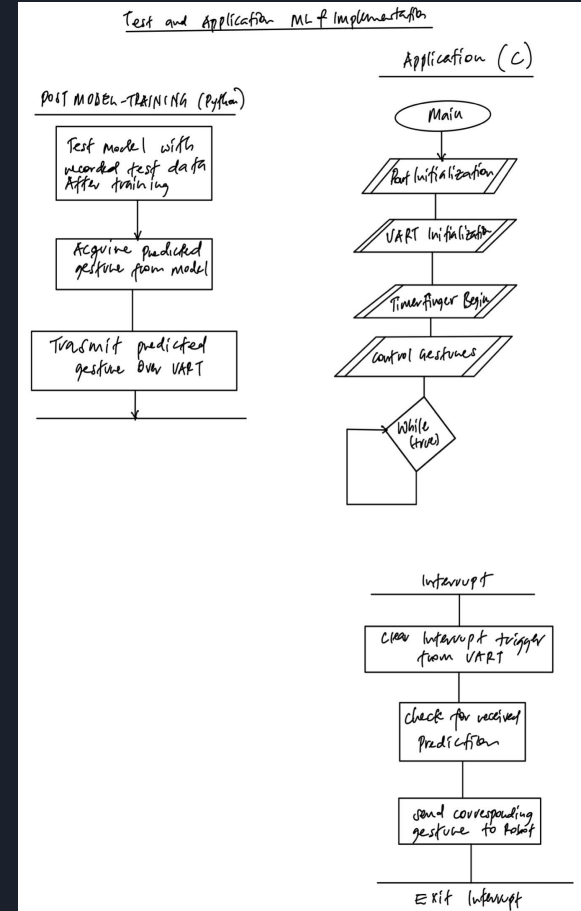 Test and Application ML f Implementation
Application (C)
POST MODEL-TRAINING (Python)
Test Model with
recorded test data
After training
Acquire predicted
gesture from model
Trasmit predicted
gesture Over UART
Main
Port Initialization
UART Initialization
Timerfinger Begin
Control Gestures
While
(true)
Interrupt
Clear Interrupt trigger
from UART
Check for received
Prediction
send corresponding
gesture to Robot
Exit Interrupt